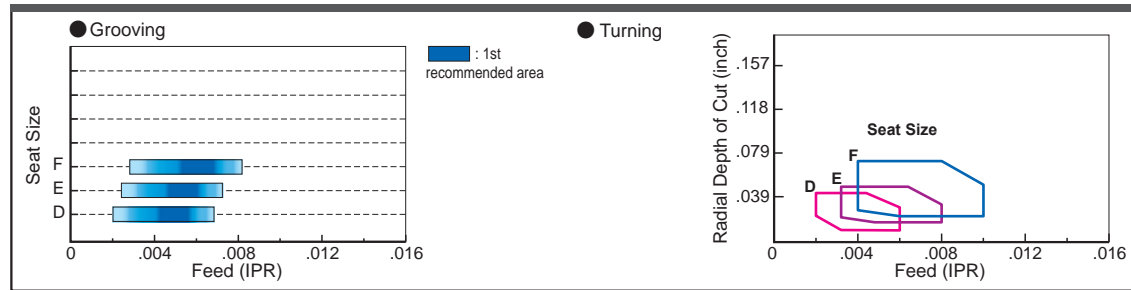 Grooving
: 1st
recommended area
Seat Size
F
E
D
0
.004
.008
.012
.016
Feed (IPR)
Turning
Radial Depth of Cut (inch)
.157
.118
.079
.039
Seat Size
F
E
D
0
.004
.008
.012
.016
Feed (IPR)